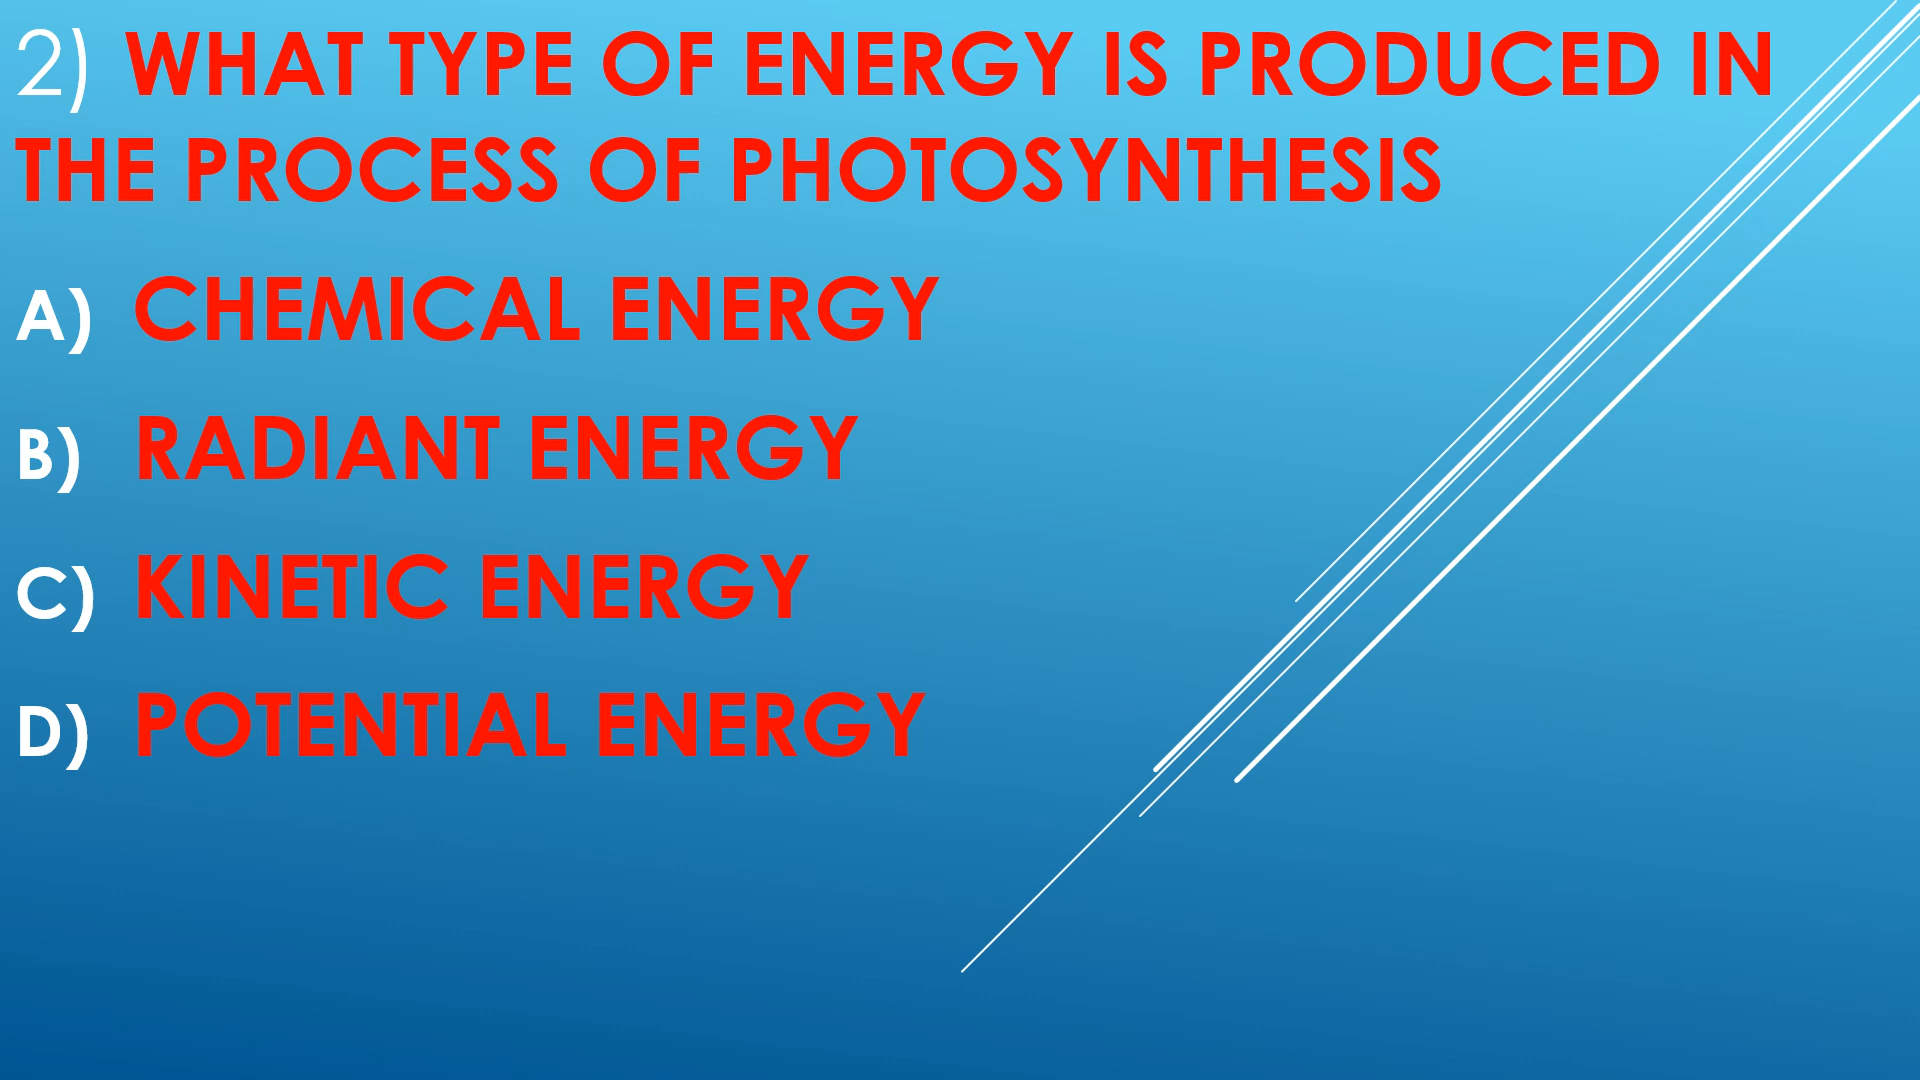 2) WHAT TYPE OF ENERGY IS PRODUCED IN
THE PROCESS OF PHOTOSYNTHESIS
A) CHEMICAL ENERGY
B) RADIANT ENERGY
C) KINETIC ENERGY
D) POTENTIAL ENERGY